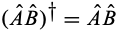 (ÂB̂)† = ÂB̂